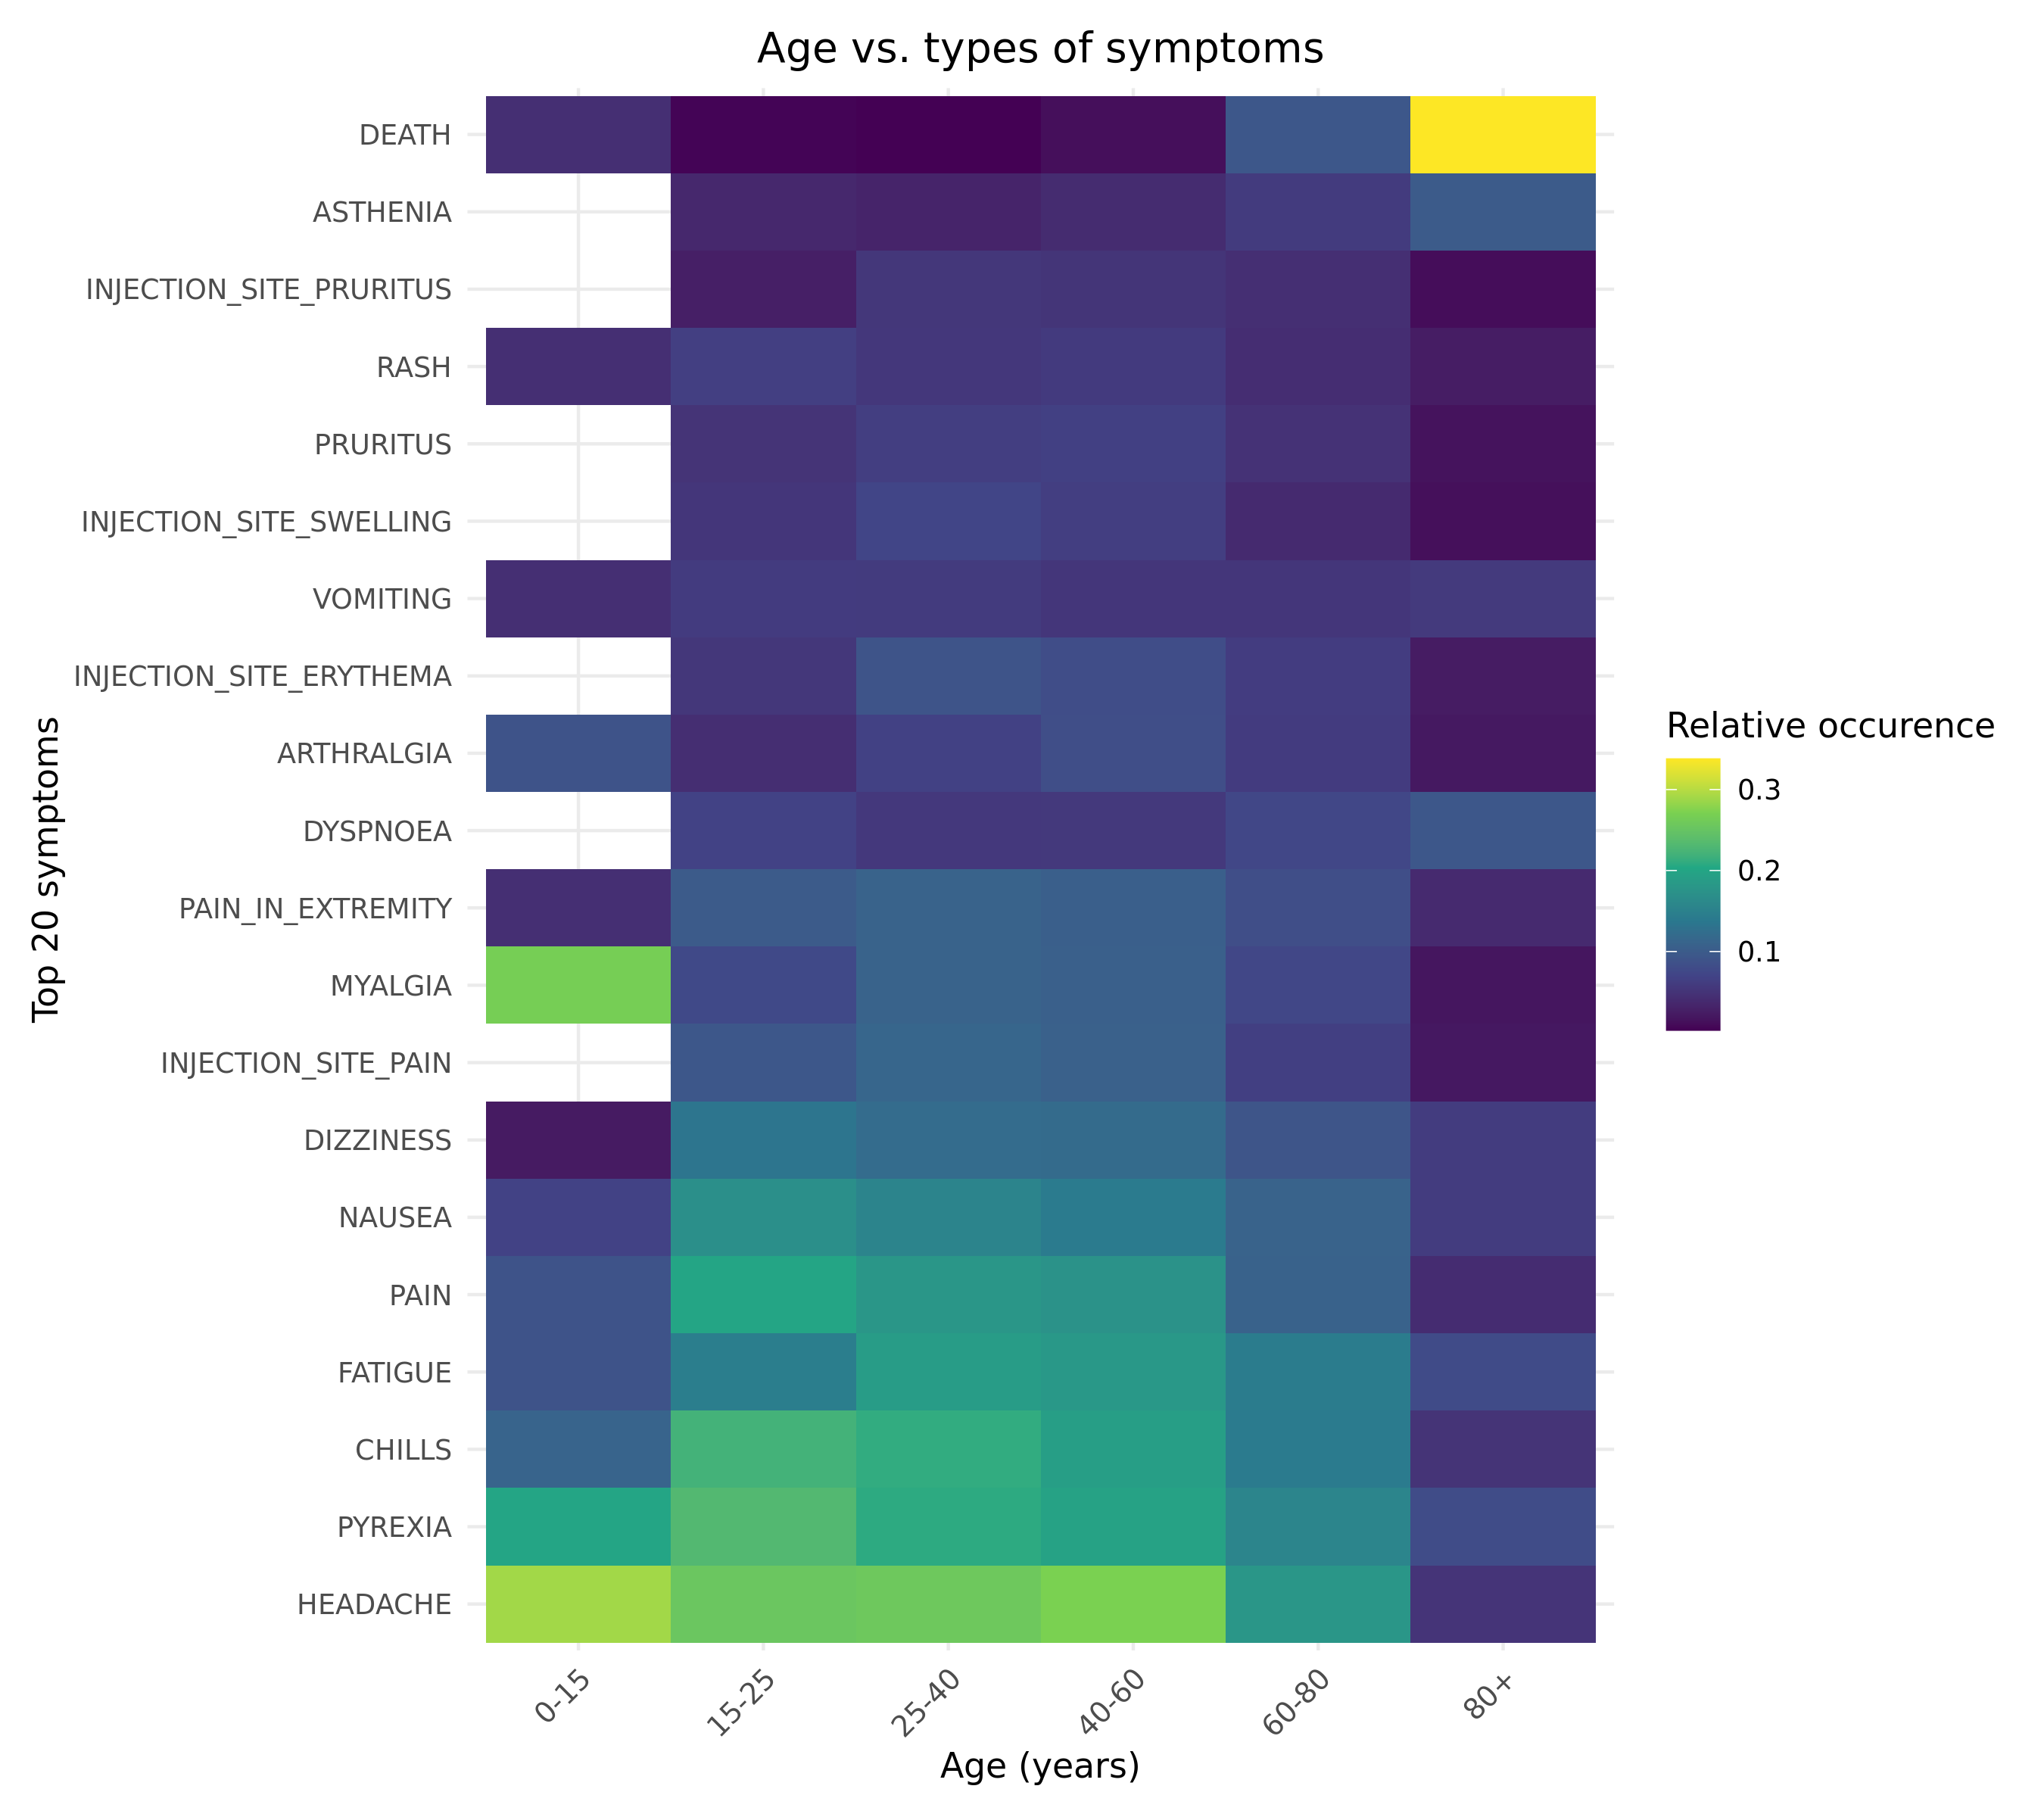 Age vs. types of symptoms
Top 20 symptoms
DEATH
ASTHENIA
INJECTION_SITE_PRURITUS
RASH
PRURITUS
INJECTION_SITE_SWELLING
VOMITING
INJECTION_SITE_ERYTHEMA
ARTHRALGIA
DYSPNOEA
PAIN_IN_EXTREMITY
MYALGIA
INJECTION_SITE_PAIN
DIZZINESS
NAUSEA
PAIN
FATIGUE
CHILLS
PYREXIA
HEADACHE
0-15
15-25
25-40
40-60
60-80
80+
Age (years)
Relative occurence
0.3
0.2
0.1